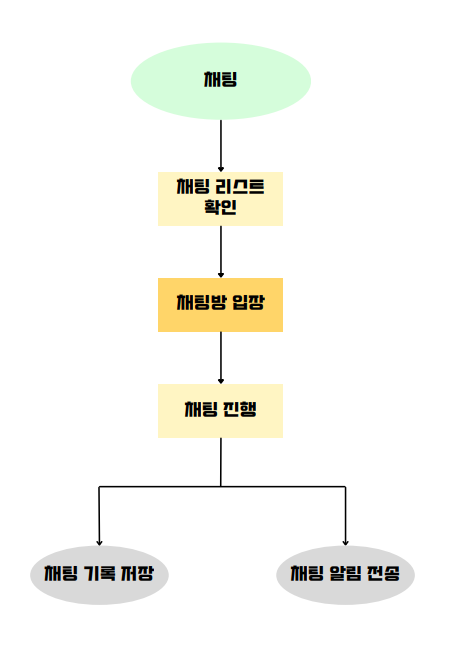 채팅
채팅 리스트
확인
채팅방 입장
채팅 진행
채팅 기록 저장
채팅 알림 전송